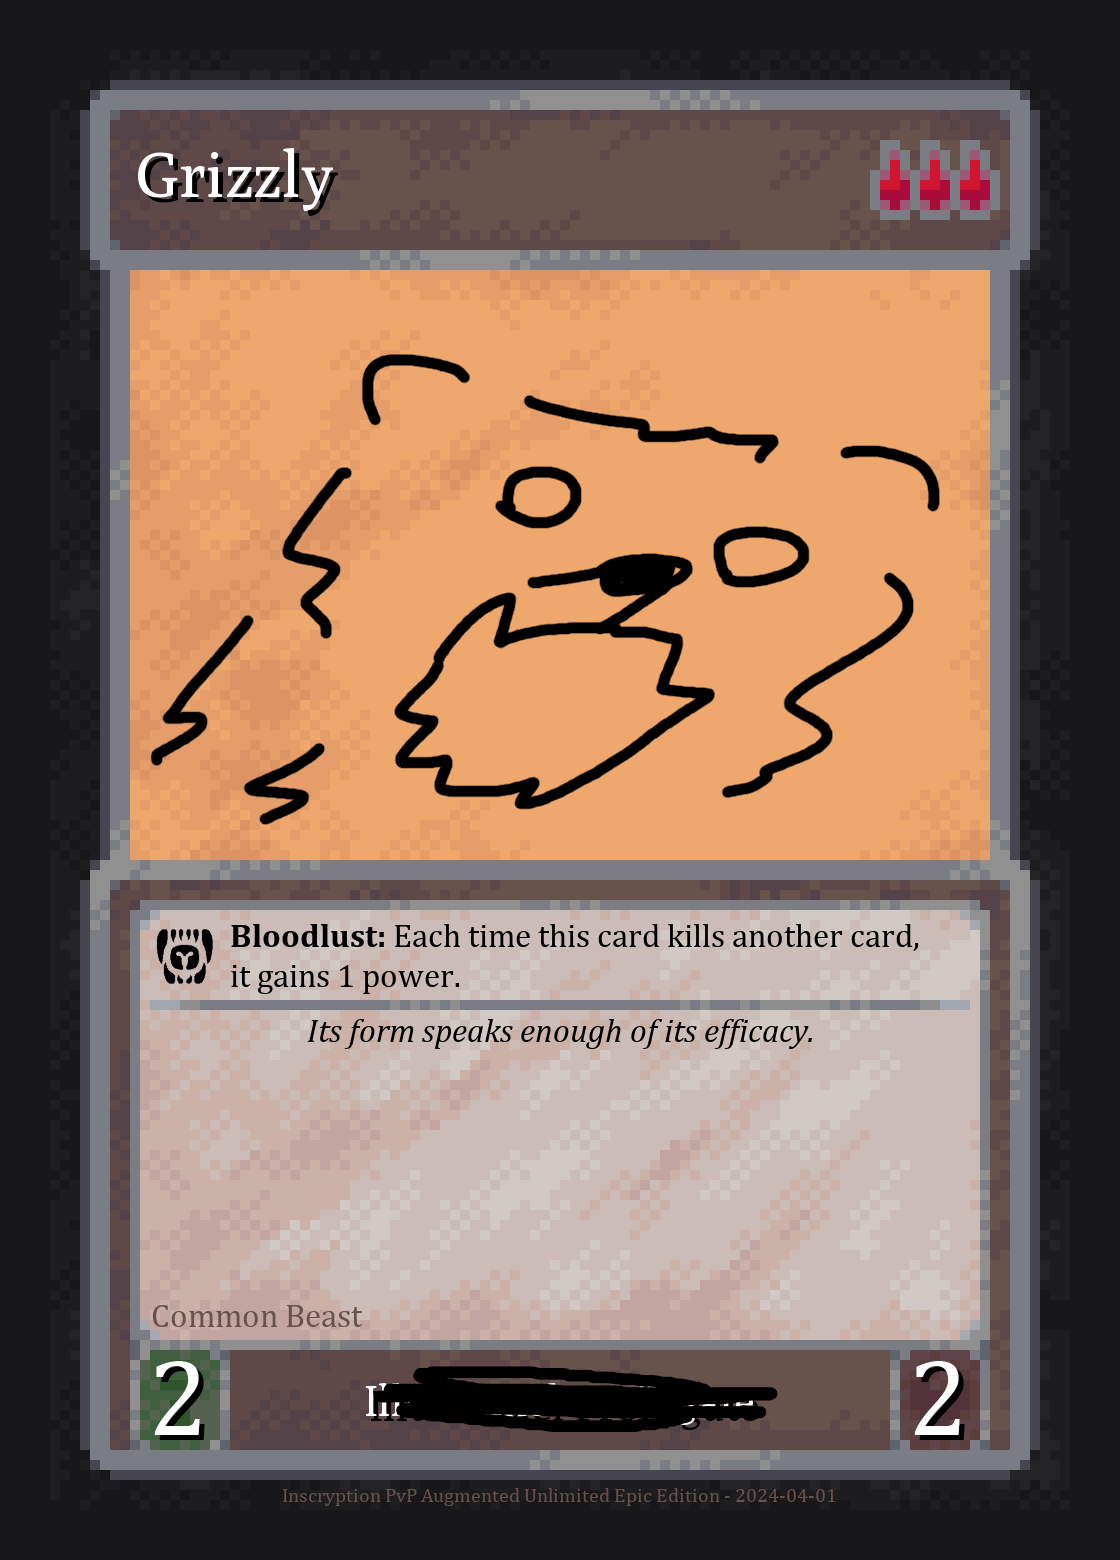 Grizzly
Bloodlust: Each time this card kills another card,
it gains 1 power.
Its form speaks enough of its efficacy.
Common Beast
2
2
Inscryption PvP Augmented Unlimited Epic Edition - 2024-04-01